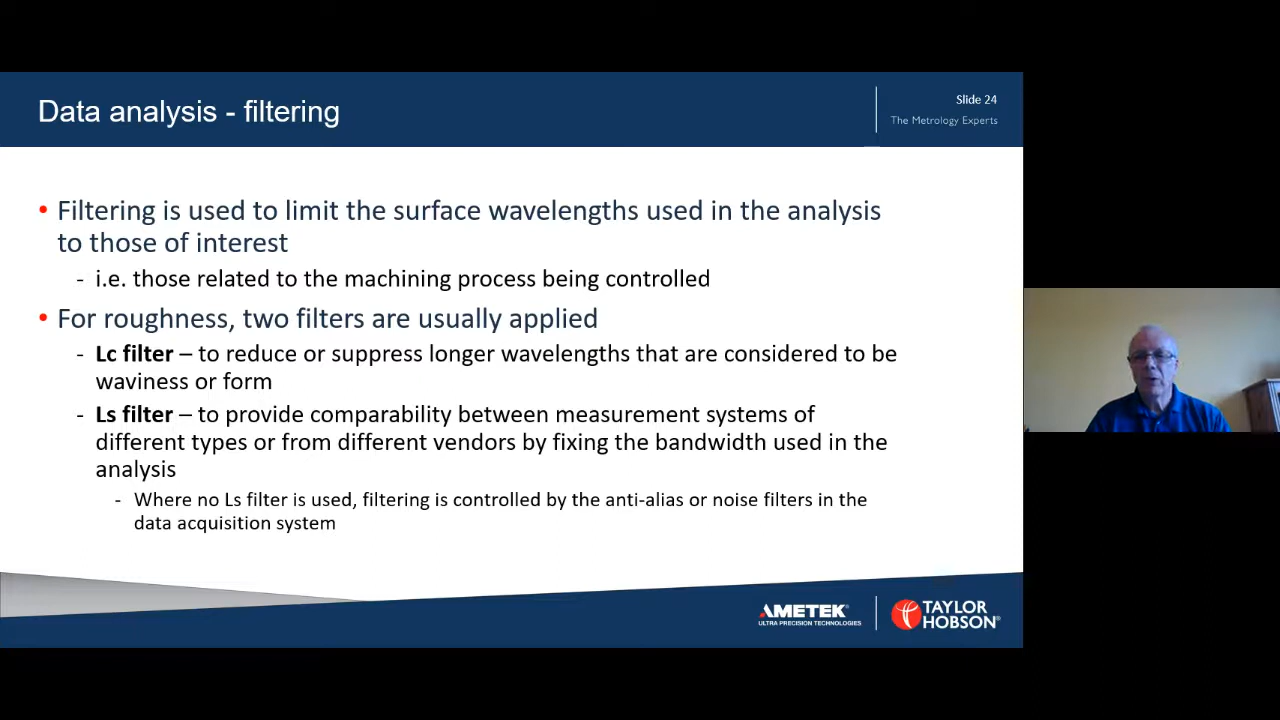 Data analysis - filtering
Slide 24
The Metrology Experts
• Filtering is used to limit the surface wavelengths used in the analysis
to those of interest
- i.e. those related to the machining process being controlled
• For roughness, two filters are usually applied
- Lc filter – to reduce or suppress longer wavelengths that are considered to be
waviness or form
- Ls filter – to provide comparability between measurement systems of
different types or from different vendors by fixing the bandwidth used in the
analysis
- Where no Ls filter is used, filtering is controlled by the anti-alias or noise filters in the
data acquisition system
AMETEK®
ULTRA PRECISION TECHNOLOGIES
TAYLOR
HOBSON®